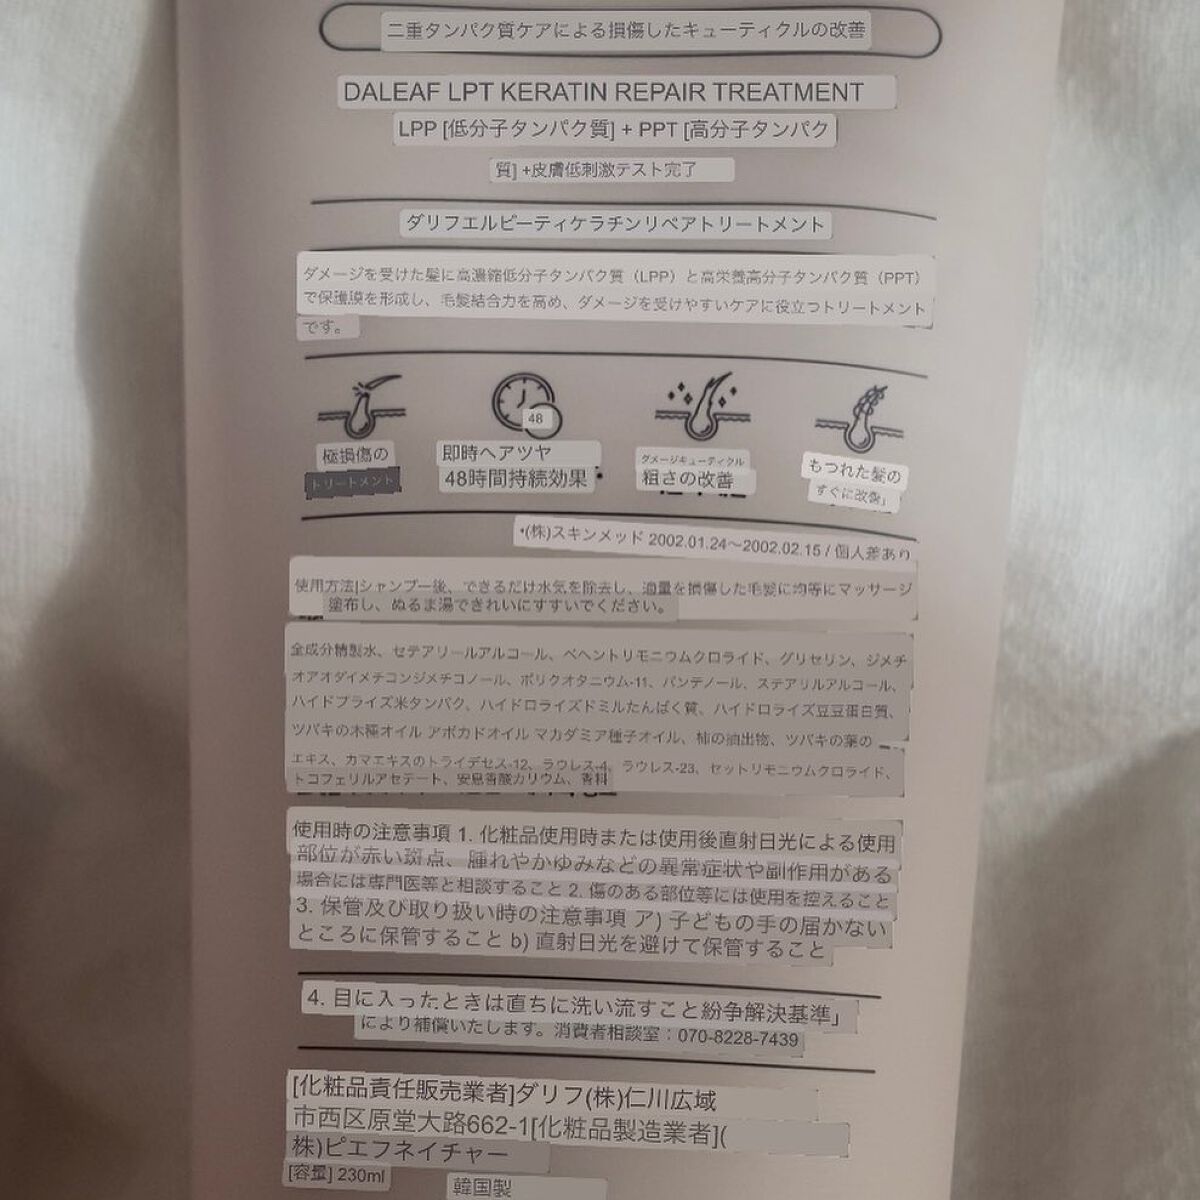 二重タンパク質ケアによる損傷したキューティクルの改善
DALEAF LPT KERATIN REPAIR TREATMENT
LPP [低分子タンパク質] + PPT [高分子タンパク
質] +皮膚低刺激テスト完了
ダリフエルピーティケラチンリペアトリートメント
ダメージを受けた髪に高濃縮低分子タンパク質（LPP）と高栄養高分子タンパク質（PPT）
で保護膜を形成し、毛髪結合力を高め、ダメージを受けやすいケアに役立つトリートメント
です。
48
極損傷の
トリートメント
即時ヘアツヤ
48時間持続効果
ダメージキューティクル
粗さの改善
もつれた髪の
すぐに改善」
•(株)スキンメッド 2002.01.24〜2002.02.15 / 個人差あり
使用方法|シャンプー後、できるだけ水気を除去し、適量を損傷した毛髪に均等にマッサージ
塗布し、ぬるま湯できれいにすすいでください。
全成分精製水、セテアリールアルコール、ベヘントリモニウムクロライド、グリセリン、ジメチ
オアオダイメチコンジメチコノール、ポリクオタニウム-11、パンテノール、ステアリルアルコール、
ハイドプライズ米タンパク、ハイドロライズドミルたんぱく質、ハイドロライズ豆豆蛋白質、
ツバキの木種オイル アボカドオイル マカダミア種子オイル、柿の抽出物、ツバキの葉の
エキス、カマエキスのトライデセス-12、ラウレス-4、ラウレス-23、セットリモニウムクロライド、
トコフェリルアセテート、安息香酸カリウム、香料
使用時の注意事項 1. 化粧品使用時または使用後直射日光による使用
部位が赤い斑点、腫れやかゆみなどの異常症状や副作用がある
場合には専門医等と相談すること 2. 傷のある部位等には使用を控えること
3. 保管及び取り扱い時の注意事項 ア) 子どもの手の届かない
ところに保管すること b) 直射日光を避けて保管すること
4. 目に入ったときは直ちに洗い流すこと紛争解決基準」
により補償いたします。消費者相談室：070-8228-7439
[化粧品責任販売業者]ダリフ(株)仁川広域
市西区原堂大路662-1[化粧品製造業者](
株)ピエフネイチャー
[容量] 230ml
韓国製